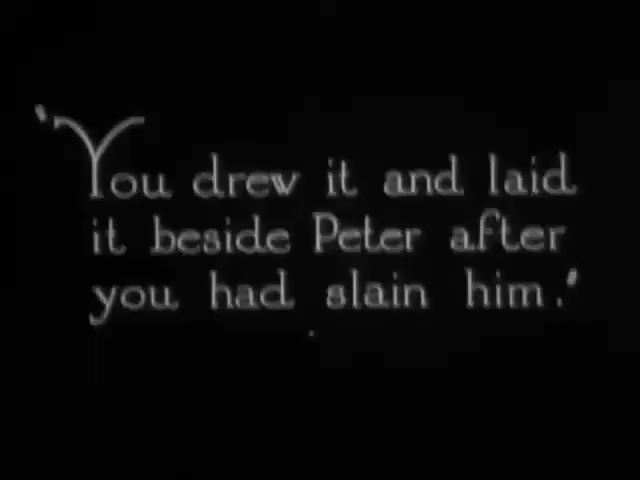 'You drew it and laid
it beside Peter after
you had slain him.'